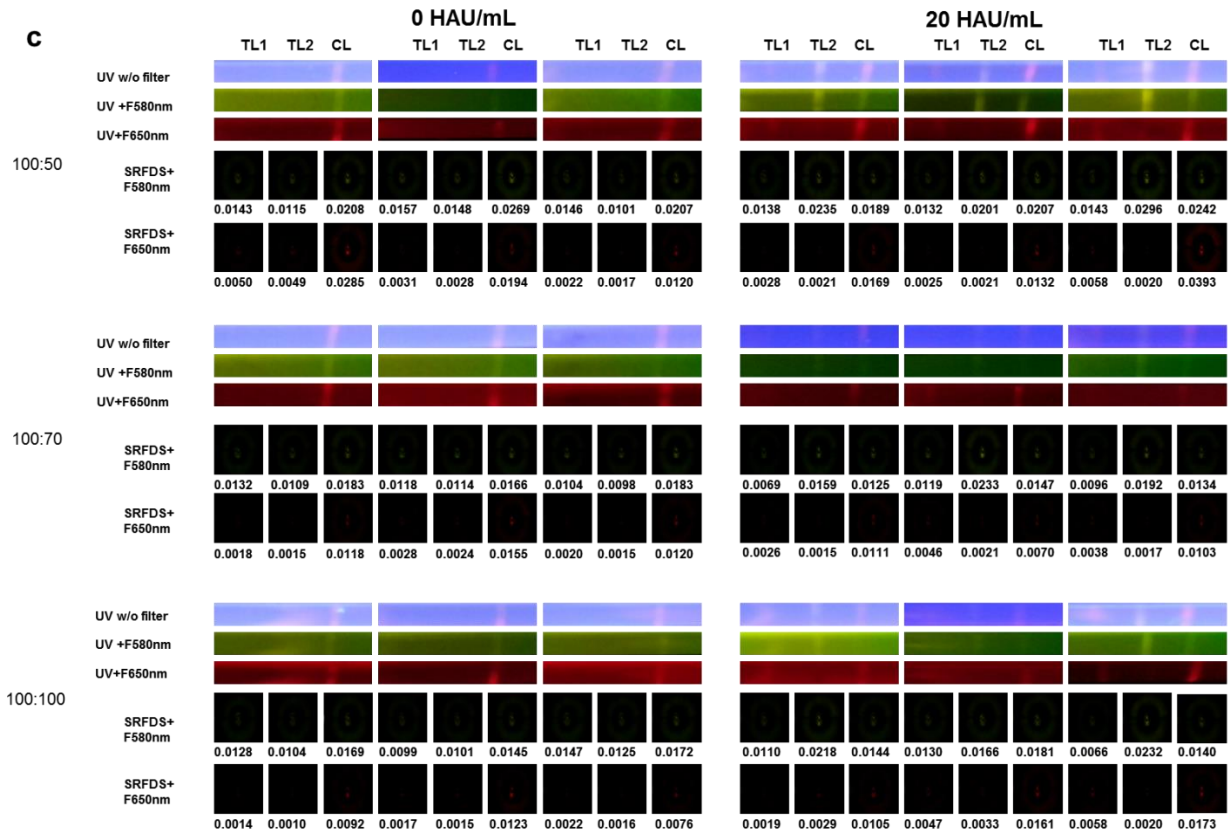 c
0 HAU/mL 20 HAU/mL
TL1 TL2 CL TL1 TL2 CL TL1 TL2 CL TL1 TL2 CL TL1 TL2 CL TL1 TL2 CL
UV w/o filter
UV +F580nm
UV+F650nm
100:50
SRFDS+
F580nm
0.0143 0.0115 0.0208 0.0157 0.0148 0.0269 0.0146 0.0101 0.0207 0.0138 0.0235 0.0189 0.0132 0.0201 0.0207 0.0143 0.0296 0.0242
SRFDS+
F650nm
0.0050 0.0049 0.0285 0.0031 0.0028 0.0194 0.0022 0.0017 0.0120 0.0028 0.0021 0.0169 0.0025 0.0021 0.0132 0.0058 0.0020 0.0393
UV w/o filter
UV +F580nm
UV+F650nm
100:70
SRFDS+
F580nm
0.0132 0.0109 0.0183 0.0118 0.0114 0.0166 0.0104 0.0098 0.0183 0.0069 0.0159 0.0125 0.0119 0.0233 0.0147 0.0096 0.0192 0.0134
SRFDS+
F650nm
0.0018 0.0015 0.0118 0.0028 0.0024 0.0155 0.0020 0.0015 0.0120 0.0026 0.0015 0.0111 0.0046 0.0021 0.0070 0.0038 0.0017 0.0103
UV w/o filter
UV +F580nm
UV+F650nm
100:100
SRFDS+
F580nm
0.0128 0.0104 0.0169 0.0099 0.0101 0.0145 0.0147 0.0125 0.0172 0.0110 0.0218 0.0144 0.0130 0.0166 0.0181 0.0066 0.0232 0.0140
SRFDS+
F650nm
0.0014 0.0010 0.0092 0.0017 0.0015 0.0123 0.0022 0.0016 0.0076 0.0019 0.0029 0.0105 0.0047 0.0033 0.0161 0.0058 0.0020 0.0173